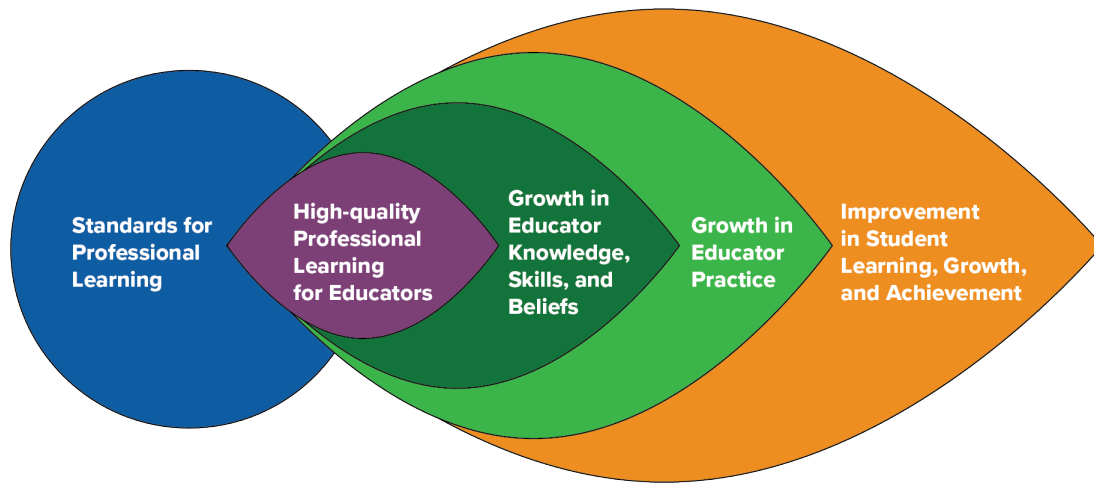 Standards for
Professional
Learning
High-quality
Professional
Learning
for Educators
Growth in
Educator
Knowledge,
Skills, and
Beliefs
Growth in
Educator
Practice
Improvement
in Student
Learning, Growth,
and Achievement